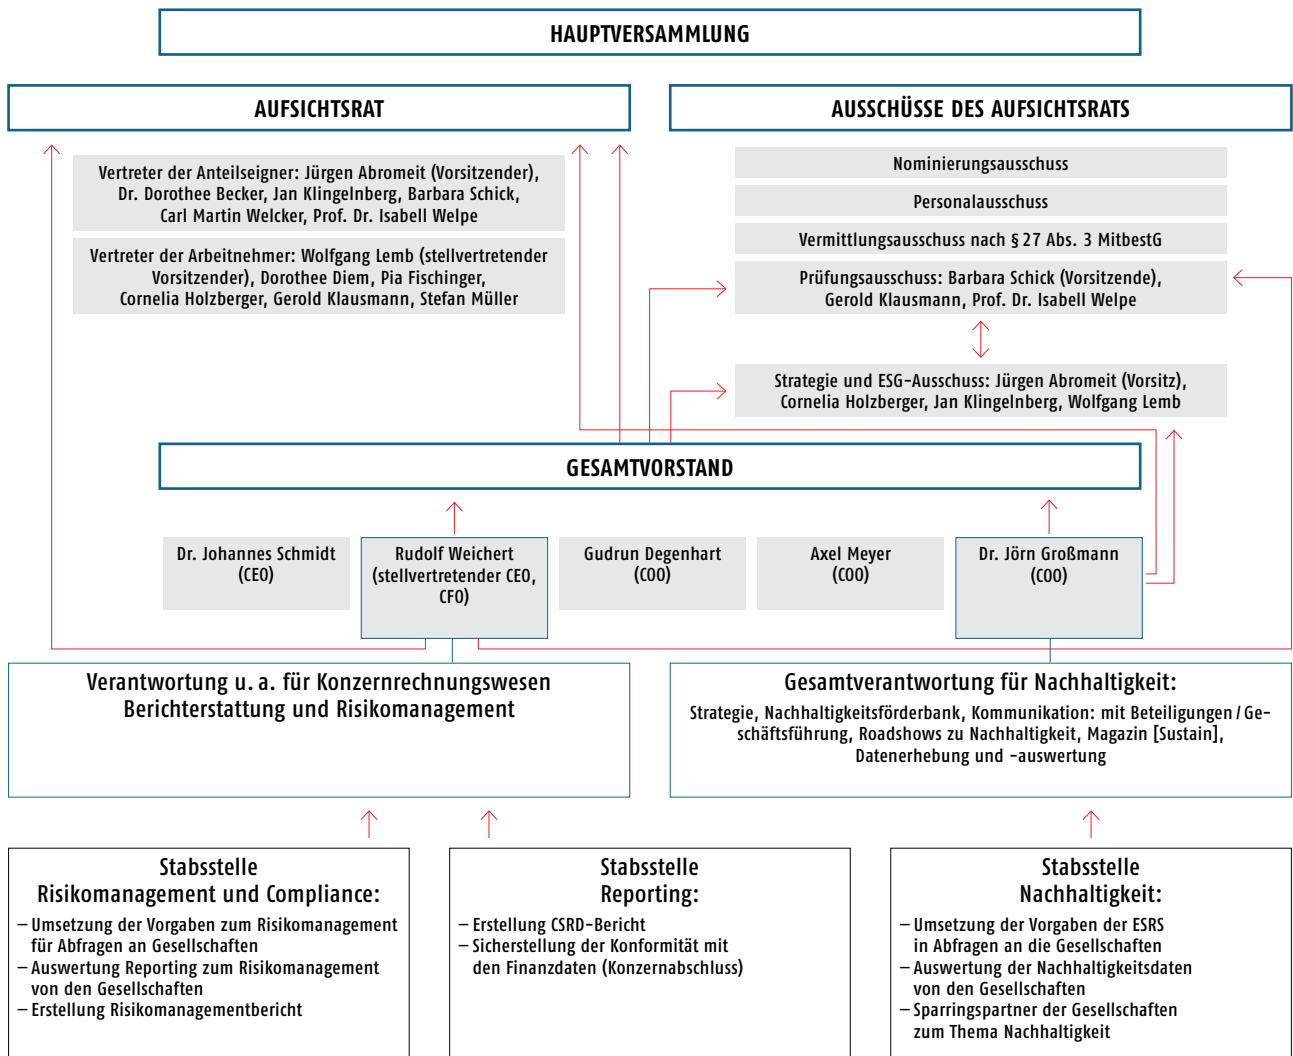 HAUPTVERSAMMLUNG
AUFSICHTSRAT
Vertreter der Anteilseigner: Jürgen Abromeit (Vorsitzender),
Dr. Dorothee Becker, Jan Klingelnberg, Barbara Schick,
Carl Martin Welcker, Prof. Dr. Isabell Welpe
Vertreter der Arbeitnehmer: Wolfgang Lemb (stellvertretender
Vorsitzender), Dorothee Diem, Pia Fischinger,
Cornelia Holzberger, Gerold Klausmann, Stefan Müller
AUSSCHÜSSE DES AUFSICHTSRATS
Nominierungsausschuss
Personalausschuss
Vermittlungsausschuss nach § 27 Abs. 3 MitbestG
Prüfungsausschuss: Barbara Schick (Vorsitzende),
Gerold Klausmann, Prof. Dr. Isabell Welpe
Strategie und ESG-Ausschuss: Jürgen Abromeit (Vorsitz),
Cornelia Holzberger, Jan Klingelnberg, Wolfgang Lemb
GESAMTVORSTAND
Dr. Johannes Schmidt
(CEO)
Rudolf Weichert
(stellvertretender CEO,
CFO)
Gudrun Degenhart
(COO)
Axel Meyer
(COO)
Dr. Jörn Großmann
(COO)
Verantwortung u. a. für Konzernrechnungswesen
Berichterstattung und Risikomanagement
Gesamtverantwortung für Nachhaltigkeit:
Strategie, Nachhaltigkeitsförderbank, Kommunikation: mit Beteiligungen / Ge-
schäftsführung, Roadshows zu Nachhaltigkeit, Magazin [Sustain],
Datenerhebung und -auswertung
Stabsstelle
Risikomanagement und Compliance:
– Umsetzung der Vorgaben zum Risikomanagement
für Abfragen an Gesellschaften
– Auswertung Reporting zum Risikomanagement
von den Gesellschaften
– Erstellung Risikomanagementbericht
Stabsstelle
Reporting:
– Erstellung CSRD-Bericht
– Sicherstellung der Konformität mit
den Finanzdaten (Konzernabschluss)
Stabsstelle
Nachhaltigkeit:
– Umsetzung der Vorgaben der ESRS
in Abfragen an die Gesellschaften
– Auswertung der Nachhaltigkeitsdaten
von den Gesellschaften
– Sparringspartner der Gesellschaften
zum Thema Nachhaltigkeit